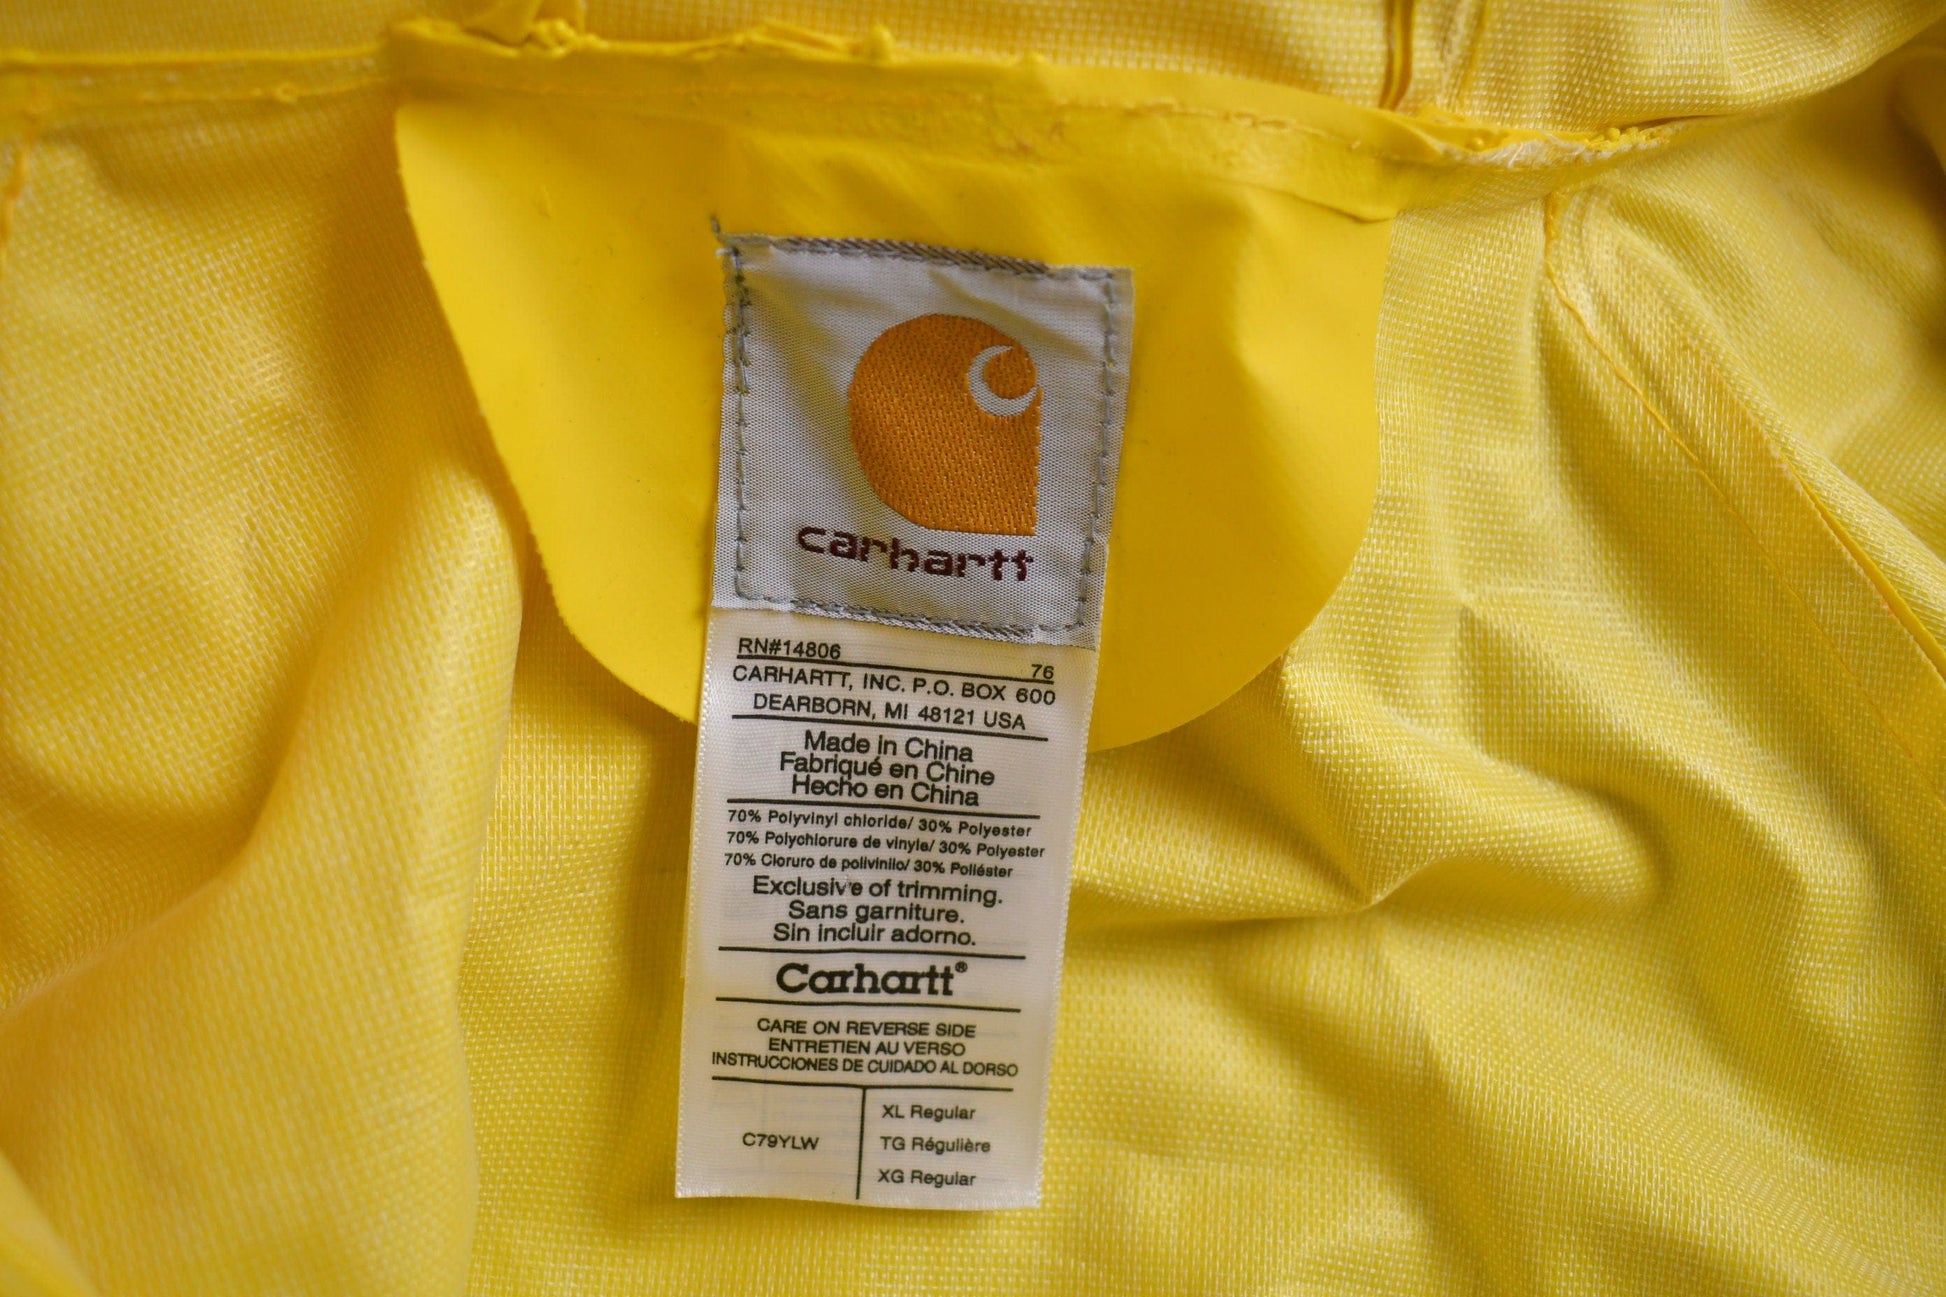 carhartt
RN#14806 76
CARHARTT, INC. P.O. BOX 600
DEARBORN, MI 48121 USA
Made in China
Fabriqué en Chine
Hecho en China
70% Polyvinyl chloride/ 30% Polyester
70% Polychlorure de vinyle/ 30% Polyester
70% Cloruro de polivinilo/ 30% Poliéster
Exclusive of trimming.
Sans garniture.
Sin incluir adorno.
Carhartt®
CARE ON REVERSE SIDE
ENTRETIEN AU VERSO
INSTRUCCIONES DE CUIDADO AL DORSO
XL Regular
C79YLW TG Régulière
XG Regular